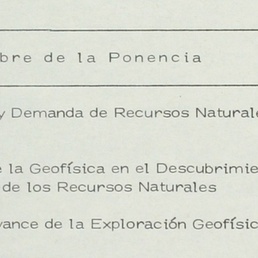 bre de la Ponencia
y Demanda de Recursos Naturale
e la Geofísica en el Descubrimie
de los Recursos Naturales
vance de la Exploración Geofísic